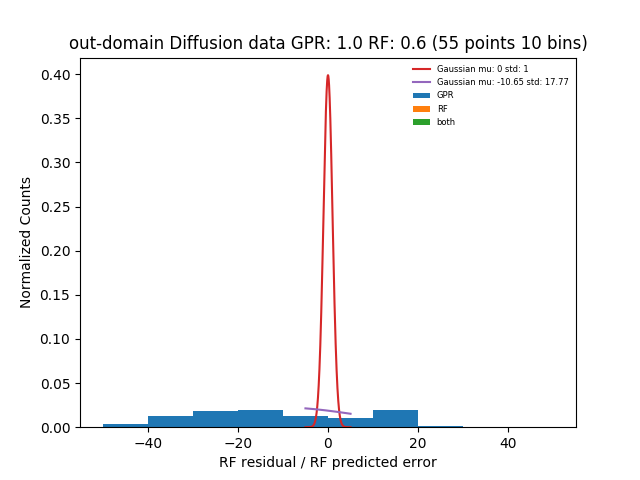 out-domain Diffusion data GPR: 1.0 RF: 0.6 (55 points 10 bins)
Gaussian mu: 0 std: 1
Gaussian mu: -10.65 std: 17.77
GPR
RF
both
Normalized Counts
0.40
0.35
0.30
0.25
0.20
0.15
0.10
0.05
0.00
−40 −20 0 20 40
RF residual / RF predicted error